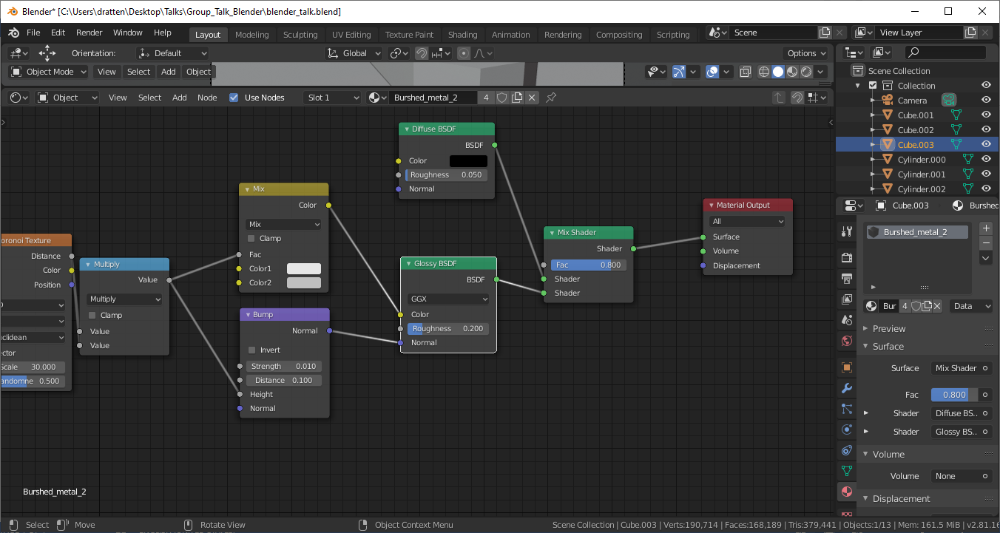 Blender* [C:\Users\dratten\Desktop\Talks\Group_Talk_Blender\blender_talk.blend]
File Edit Render Window Help Layout Modeling Sculpting UV Editing Texture Paint Shading Animation Rendering Compositing Scripting Scene View Layer
Orientation: Default Global Options
Object Mode View Select Add Object
Object View Select Add Node Use Nodes Slot 1 Burshed_metal_2 4
Scene Collection
Collection
Camera
Cube.001
Cube.002
Cube.003
Cylinder.000
Cylinder.001
Cylinder.002
oronoi Texture
Distance
Color
Position
uclidean
ector
Scale 30.000
andomne 0.500
Multiply
Value
Multiply
Clamp
Value
Value
Mix
Color
Mix
Clamp
Fac
Color1
Color2
Bump
Normal
Invert
Strength 0.010
Distance 0.100
Height
Normal
Diffuse BSDF
BSDF
Color
Roughness 0.050
Normal
Glossy BSDF
BSDF
GGX
Color
Roughness 0.200
Normal
Mix Shader
Shader
Fac 0.800
Shader
Shader
Material Output
All
Surface
Volume
Displacement
Cube.003 Burshed
Burshed_metal_2
Bur 4 Data
Preview
Surface
Surface Mix Shader
Fac 0.800
Shader Diffuse BS..
Shader Glossy BS..
Volume
Volume None
Displacement
Burshed_metal_2
Select Move Rotate View Object Context Menu Scene Collection | Cube.003 | Verts:190,714 | Faces:168,189 | Tris:379,441 | Objects:1/13 | Mem: 161.5 MiB | v2.81.16